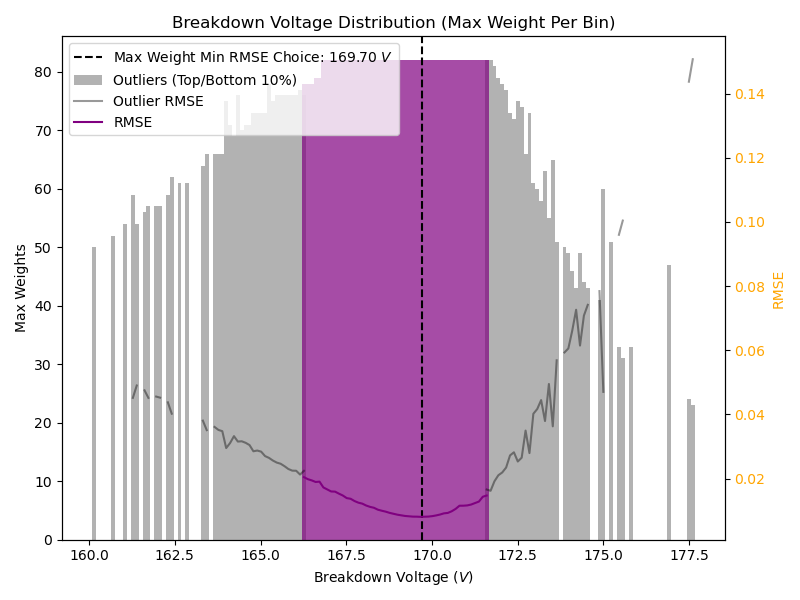 Breakdown Voltage Distribution (Max Weight Per Bin)
Max Weight Min RMSE Choice: 169.70 V
Outliers (Top/Bottom 10%)
Outlier RMSE
RMSE
Max Weights
80
70
60
50
40
30
20
10
0
0.14
0.12
0.10
0.08
0.06
0.04
0.02
RMSE
160.0 162.5 165.0 167.5 170.0 172.5 175.0 177.5
Breakdown Voltage (V)